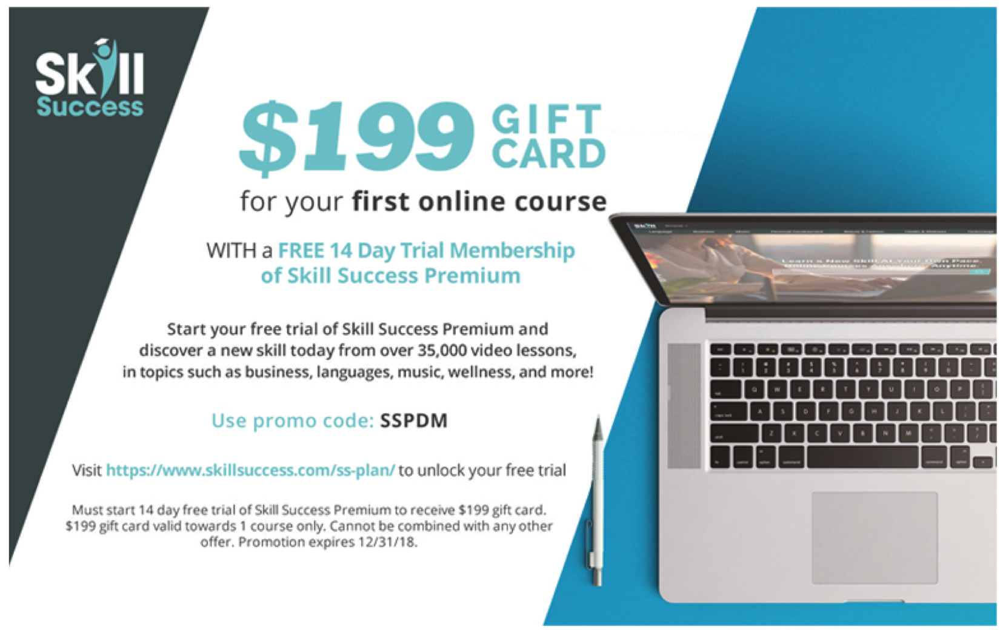 Skill
Success
$199 GIFT
CARD
for your first online course
WITH a FREE 14 Day Trial Membership
of Skill Success Premium
Start your free trial of Skill Success Premium and
discover a new skill today from over 35,000 video lessons,
in topics such as business, languages, music, wellness, and more!
Use promo code: SSPDM
Visit https://www.skillsuccess.com/ss-plan/ to unlock your free trial
Must start 14 day free trial of Skill Success Premium to receive $199 gift card.
$199 gift card valid towards 1 course only. Cannot be combined with any other
offer. Promotion expires 12/31/18.
Skill
Learn a New Skill At Your Own Pace.
Online Courses Anywhere, Anytime.